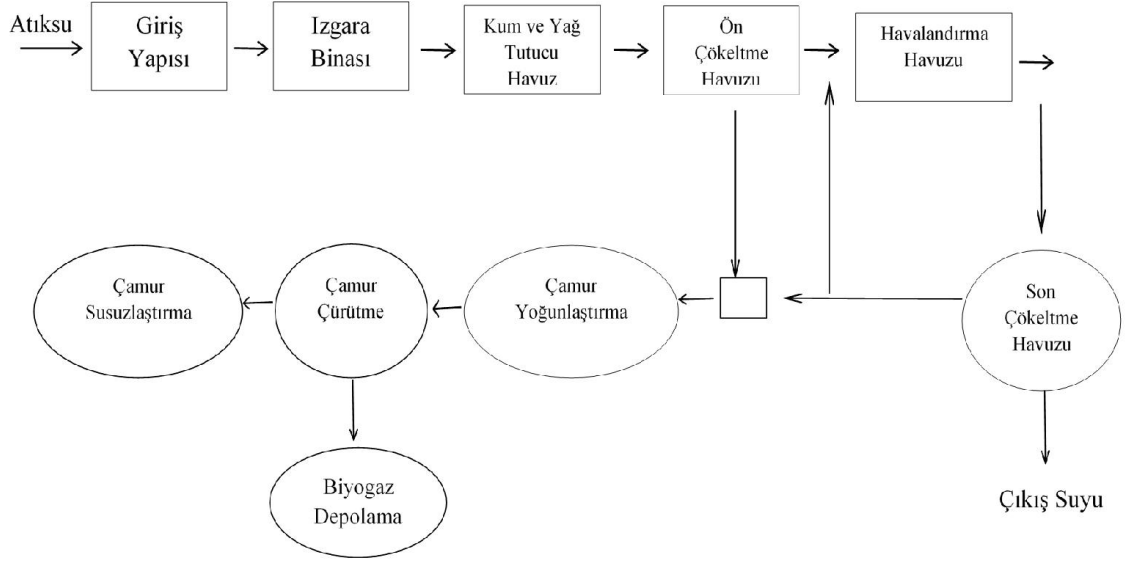 Atıksu
Giriş
Yapısı
Izgara
Binası
Kum ve Yağ
Tutucu
Havuz
Ön
Çökeltme
Havuzu
Havalandırma
Havuzu
Çamur
Susuzlaştırma
Çamur
Çürütme
Çamur
Yoğunlaştırma
Son
Çökeltme
Havuzu
Biyogaz
Depolama
Çıkış Suyu